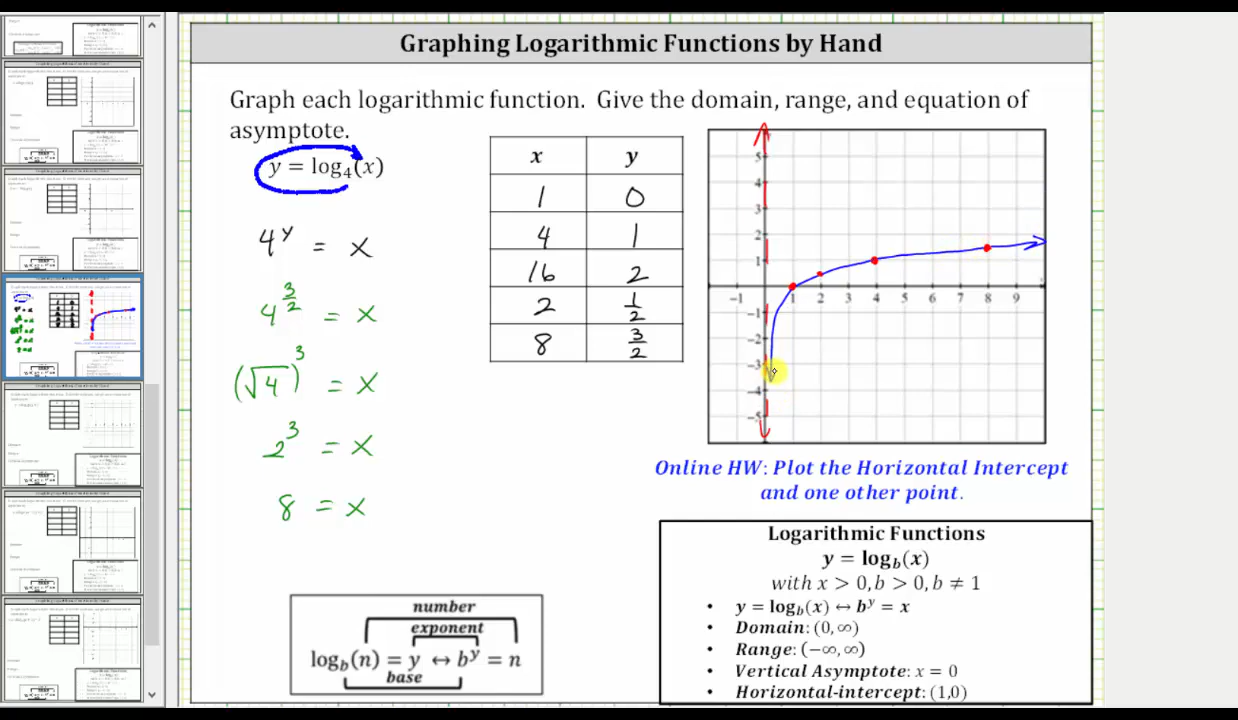 Graphing Logarithmic Functions by Hand
Graph each logarithmic function. Give the domain, range, and equation of
asymptote.
y = log₄(x)
4^y = x
4^(3/2) = x
(√4)^3 = x
2^3 = x
8 = x
x y
1 0
4 1
16 2
2 1/2
8 3/2
5
4
3
2
1
-1 1 2 3 4 5 6 7 8 9
-1
-2
-3
-4
-5
Online HW: Plot the Horizontal Intercept
and one other point.
number
exponent
log_b(n) = y ↔ b^y = n
base
Logarithmic Functions
y = log_b(x)
with x > 0, b > 0, b ≠ 1
• y = log_b(x) ↔ b^y = x
• Domain: (0, ∞)
• Range: (−∞, ∞)
• Vertical Asymptote: x = 0
• Horizontal-intercept: (1,0)